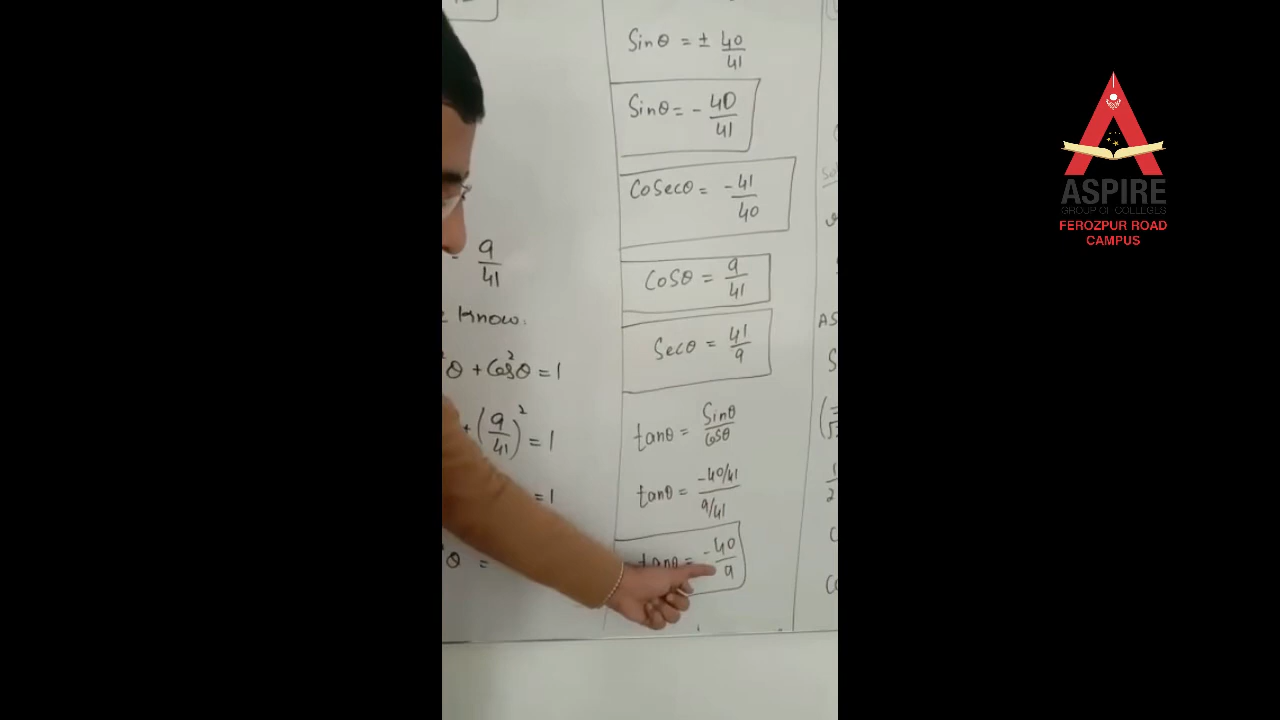 = 9/41
know.
θ + Cos²θ = 1
+ (9/41)² = 1
= 1
θ =
Sinθ = ± 40/41
Sinθ = - 40/41
Cosecθ = -41/40
Cosθ = 9/41
Secθ = 41/9
tanθ = Sinθ/Cosθ
tanθ = -40/41 / 9/41
tanθ = -40/9
ASPIRE
GROUP OF COLLEGES
FEROZPUR ROAD
CAMPUS